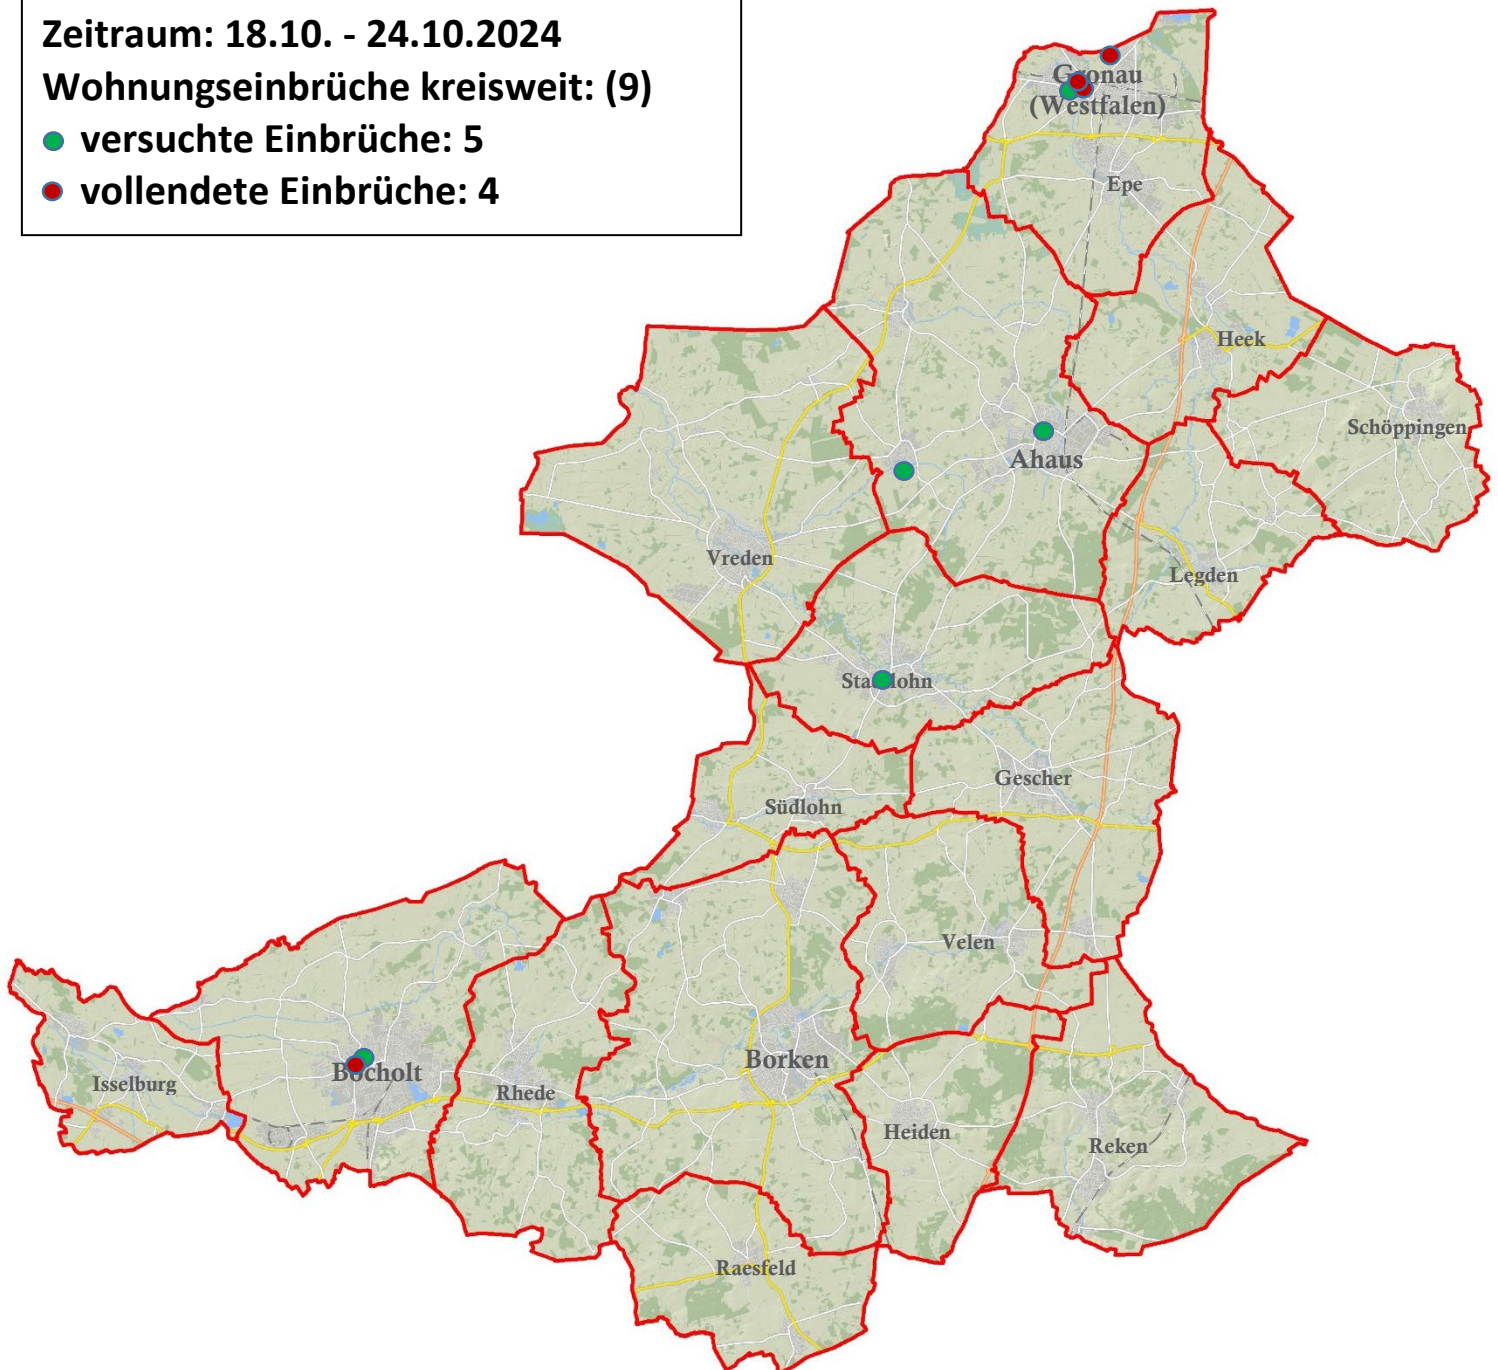 Zeitraum: 18.10. - 24.10.2024
Wohnungseinbrüche kreisweit: (9)
versuchte Einbrüche: 5
vollendete Einbrüche: 4
Gronau
(Westfalen)
Epe
Heek
Schöppingen
Ahaus
Vreden
Legden
Stadtlohn
Gescher
Südlohn
Velen
Borken
Bocholt
Isselburg
Rhede
Heiden
Reken
Raesfeld